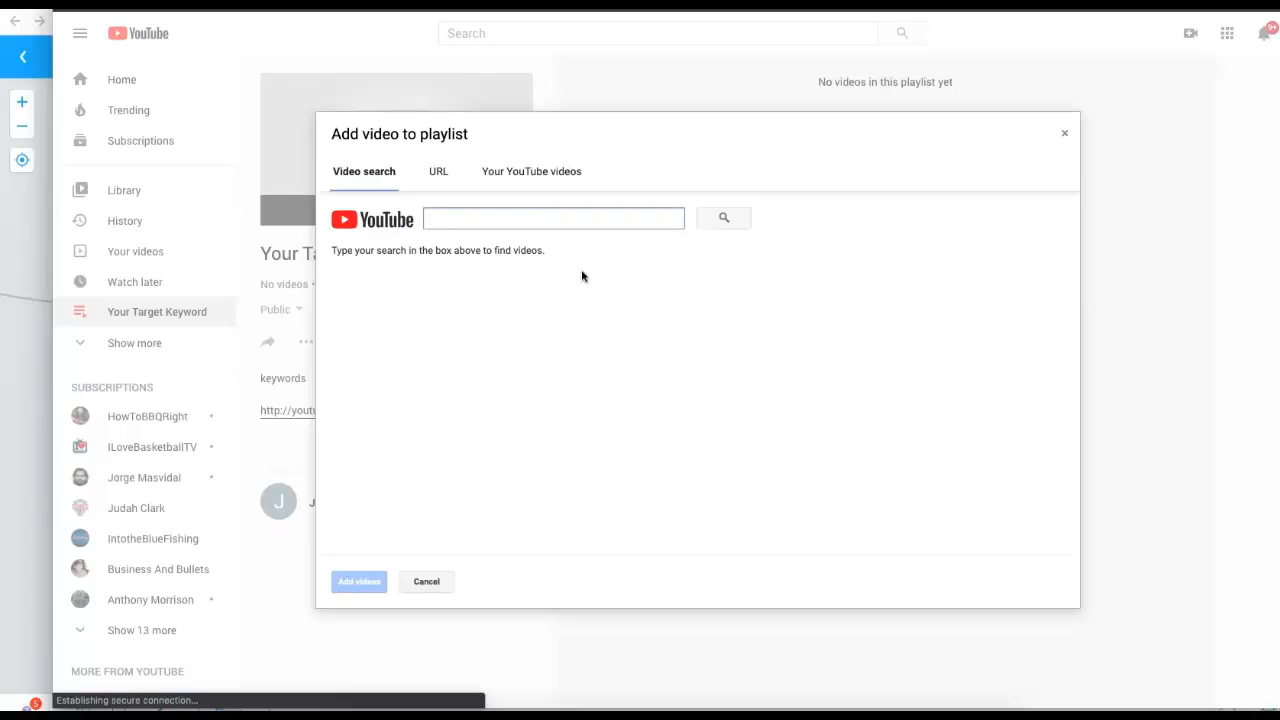 YouTube
Search
9+
Home
Trending
Subscriptions
Library
History
Your videos
Watch later
Your Target Keyword
Show more
SUBSCRIPTIONS
HowToBBQRight
ILoveBasketballTV
Jorge Masvidal
Judah Clark
IntotheBlueFishing
Business And Bullets
Anthony Morrison
Show 13 more
MORE FROM YOUTUBE
Establishing secure connection...
5
No videos in this playlist yet
Your T
No videos •
Public
keywords
http://yout
J
Add video to playlist
×
Video search URL Your YouTube videos
YouTube
Type your search in the box above to find videos.
Add videos Cancel